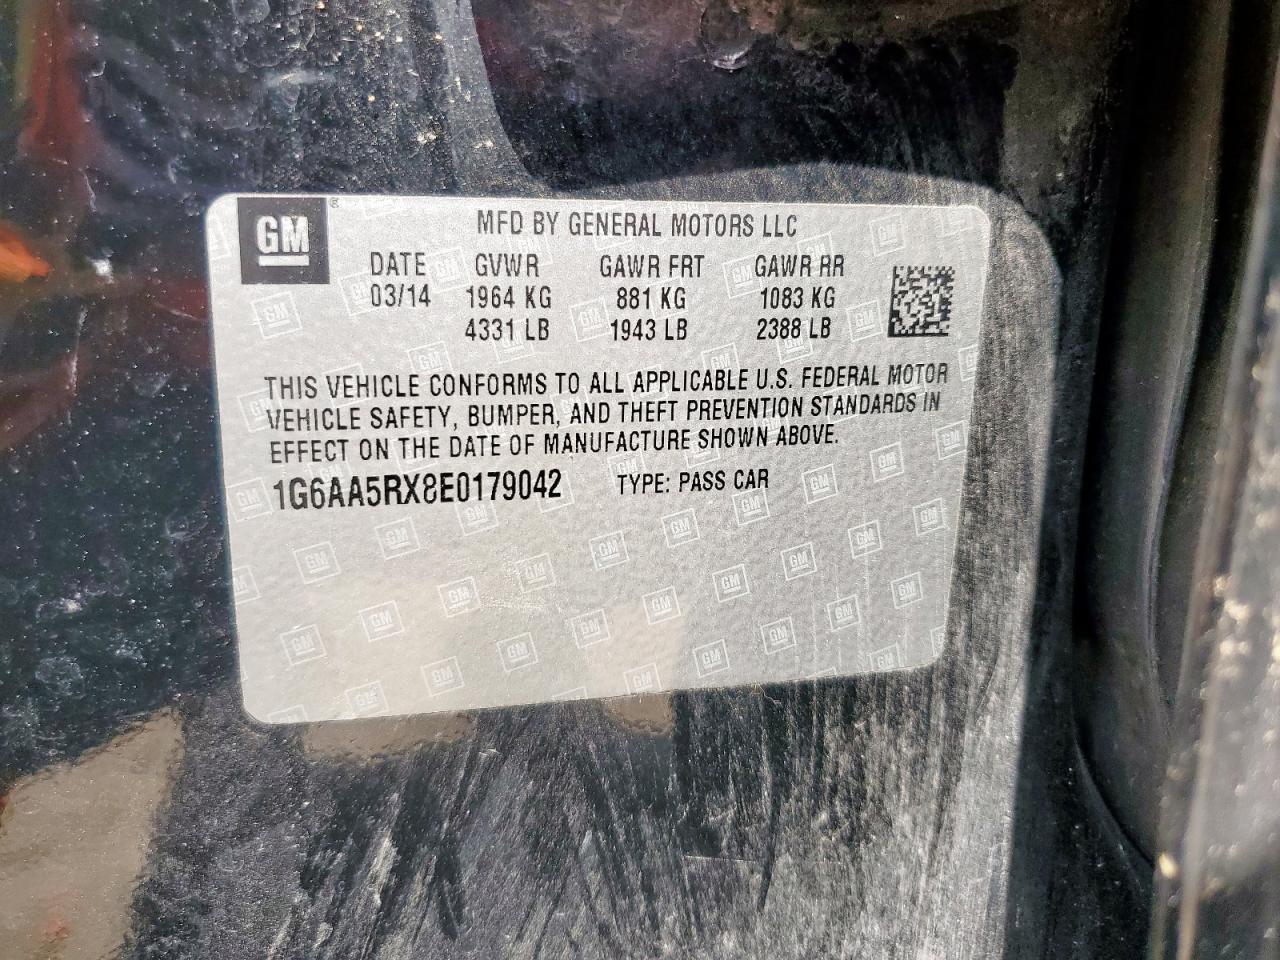 GM ®
MFD BY GENERAL MOTORS LLC
DATE GVWR GAWR FRT GAWR RR
03/14 1964 KG 881 KG 1083 KG
4331 LB 1943 LB 2388 LB
THIS VEHICLE CONFORMS TO ALL APPLICABLE U.S. FEDERAL MOTOR
VEHICLE SAFETY, BUMPER, AND THEFT PREVENTION STANDARDS IN
EFFECT ON THE DATE OF MANUFACTURE SHOWN ABOVE.
1G6AA5RX8E0179042 TYPE: PASS CAR